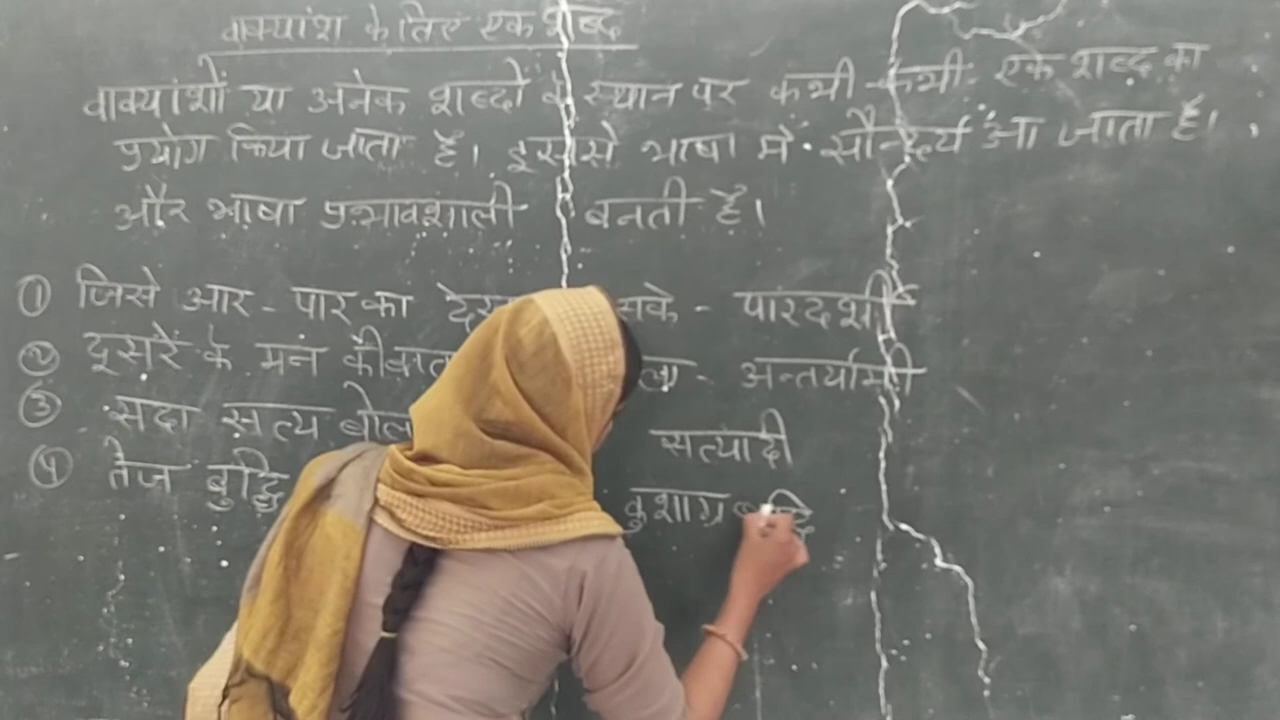 वाक्यांश के लिए एक शब्द
वाक्यांशों या अनेक शब्दों के स्थान पर कभी-कभी एक शब्द का
प्रयोग किया जाता है। इससे भाषा में सौन्दर्य आ जाता है।
और भाषा प्रभावशाली बनती है।
① जिसे आर-पार का सके - पारदर्शी
② दूसरें के मन की - अन्तर्यामी
③ सदा सत्य सत्यादी
④ तेज बुद्धि कुशाग्र बुद्धि